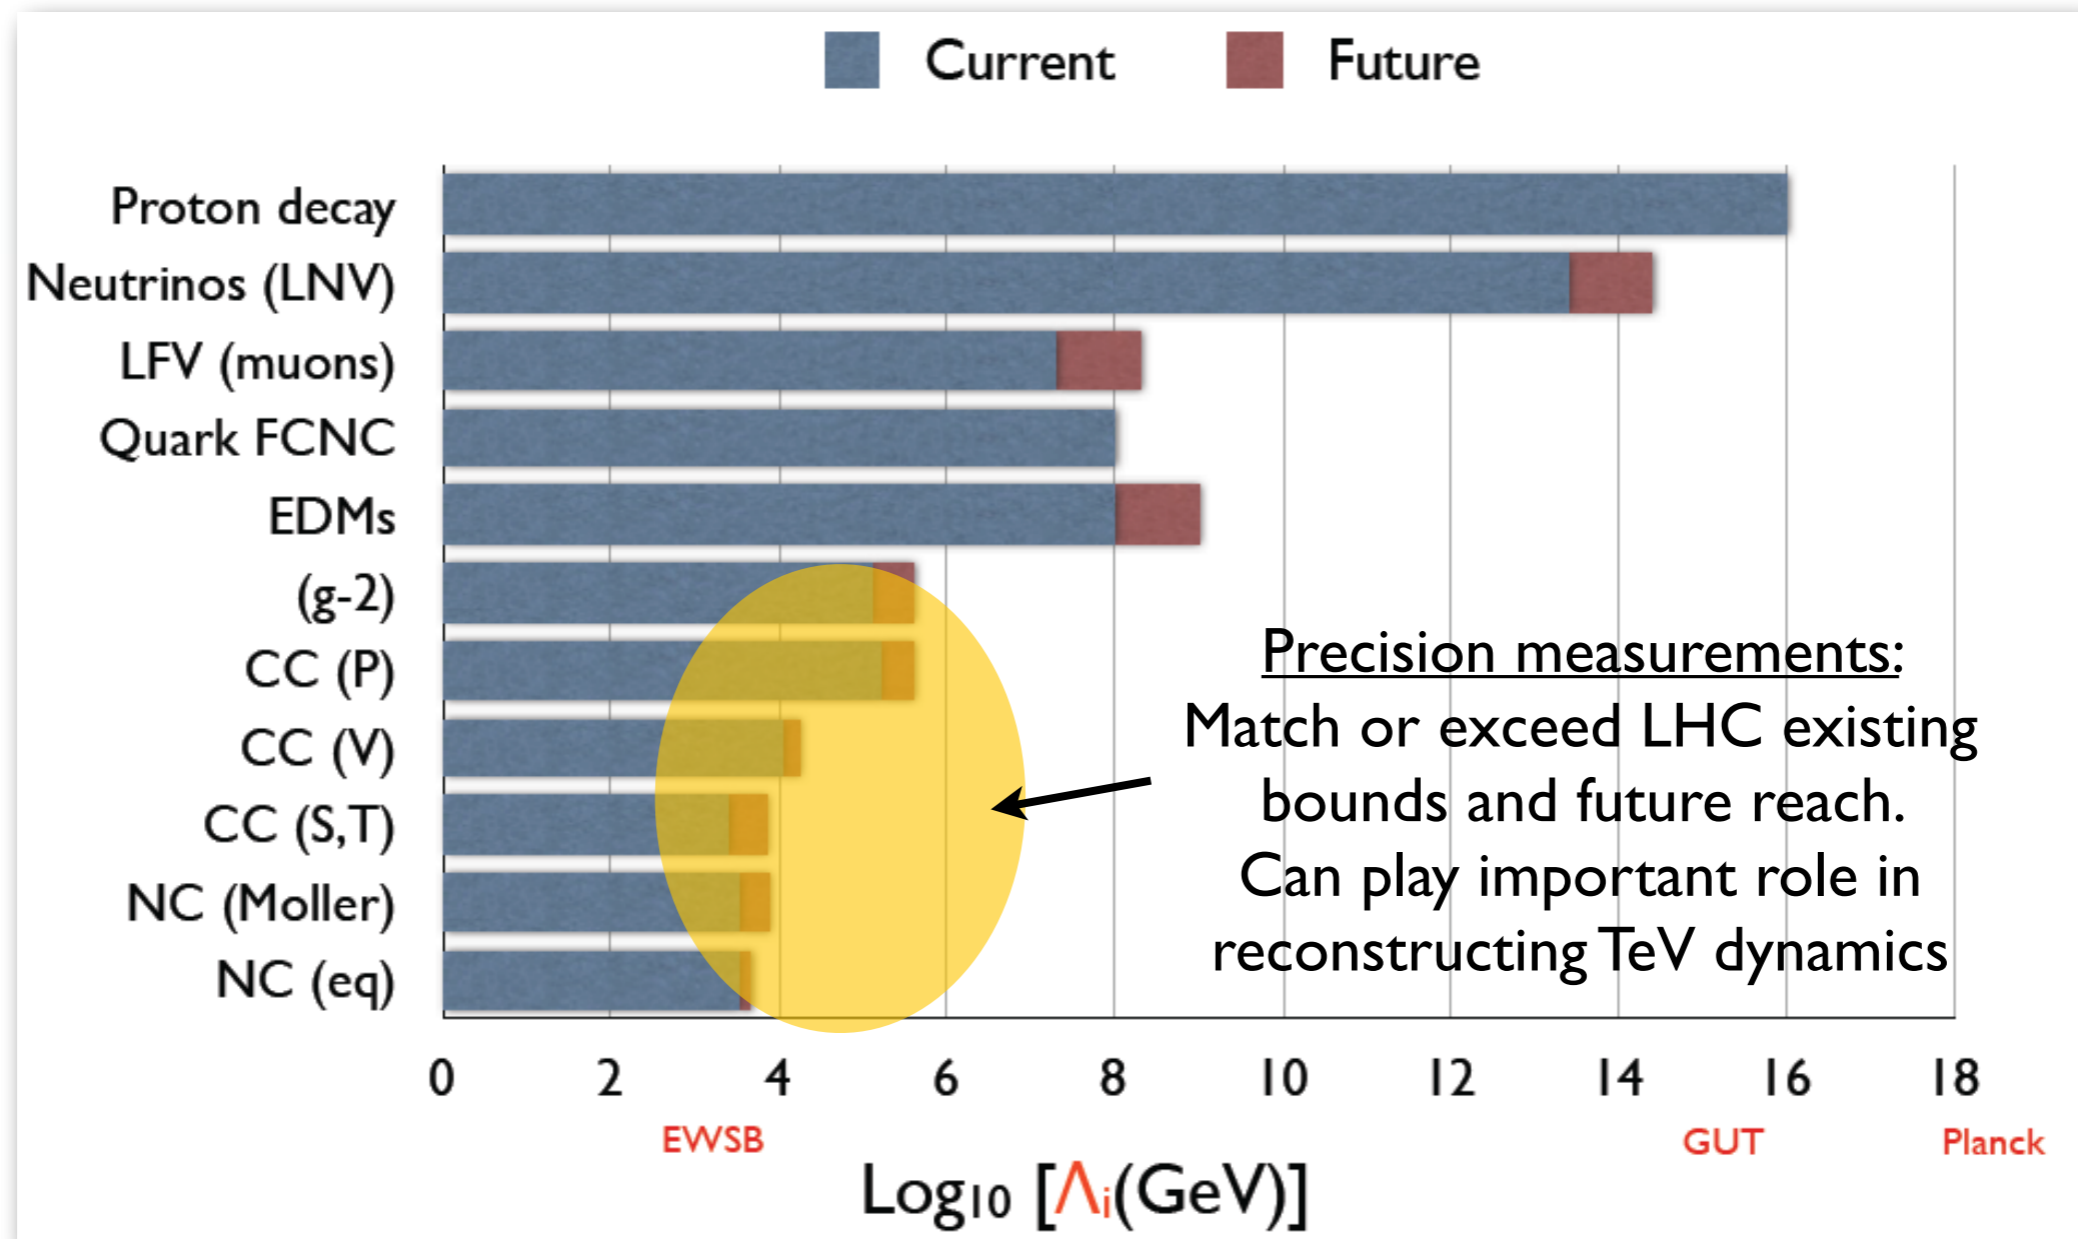 Current Future
Proton decay
Neutrinos (LNV)
LFV (muons)
Quark FCNC
EDMs
(g-2)
CC (P)
CC (V)
CC (S,T)
NC (Moller)
NC (eq)
Precision measurements:
Match or exceed LHC existing
bounds and future reach.
Can play important role in
reconstructing TeV dynamics
0 2 4 6 8 10 12 14 16 18
EWSB GUT Planck
Log₁₀ [Λᵢ(GeV)]